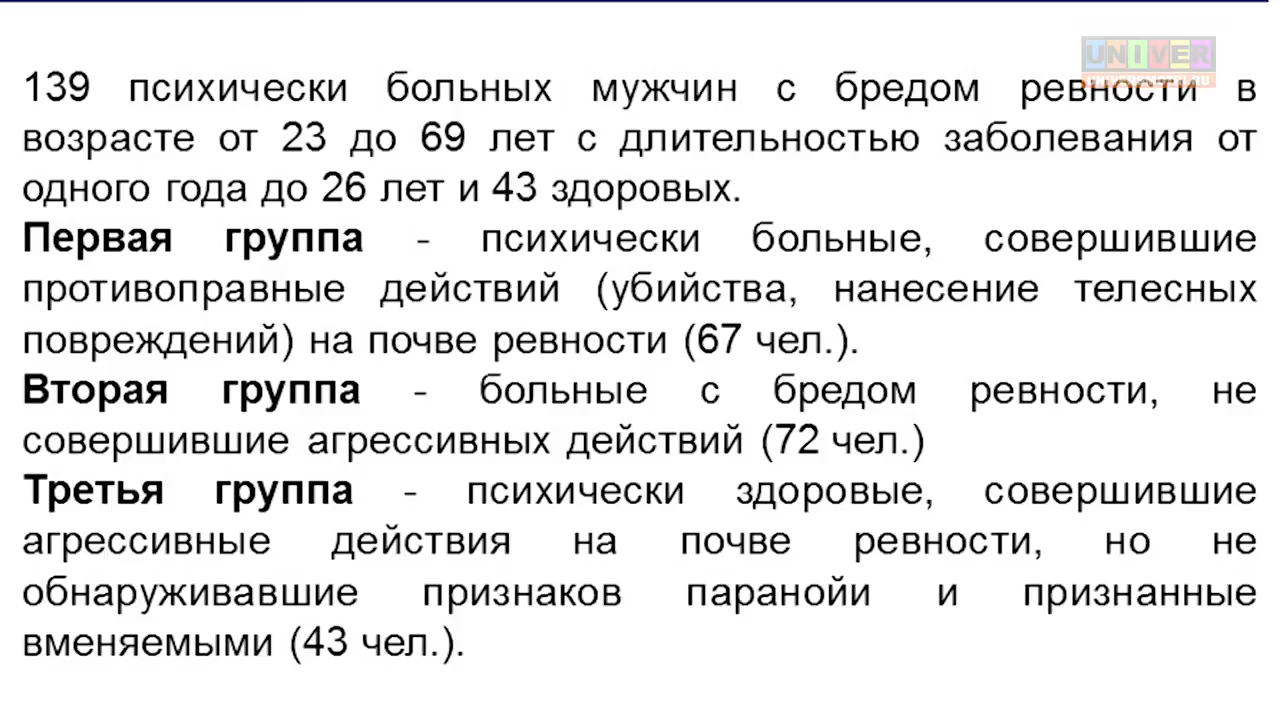 UNIVER
139 психически больных мужчин с бредом ревности в
возрасте от 23 до 69 лет с длительностью заболевания от
одного года до 26 лет и 43 здоровых.
Первая группа - психически больные, совершившие
противоправные действий (убийства, нанесение телесных
повреждений) на почве ревности (67 чел.).
Вторая группа - больные с бредом ревности, не
совершившие агрессивных действий (72 чел.)
Третья группа - психически здоровые, совершившие
агрессивные действия на почве ревности, но не
обнаруживавшие признаков паранойи и признанные
вменяемыми (43 чел.).